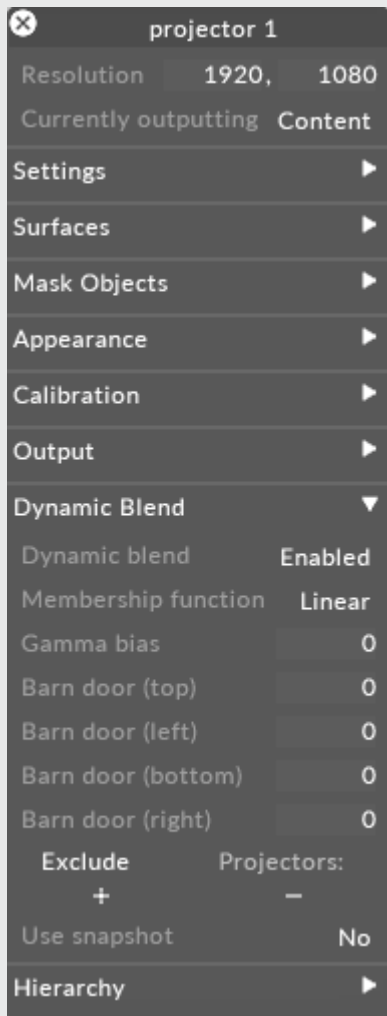 projector 1
Resolution 1920, 1080
Currently outputting Content
Settings
Surfaces
Mask Objects
Appearance
Calibration
Output
Dynamic Blend
Dynamic blend Enabled
Membership function Linear
Gamma bias 0
Barn door (top) 0
Barn door (left) 0
Barn door (bottom) 0
Barn door (right) 0
Exclude Projectors:
+ −
Use snapshot No
Hierarchy